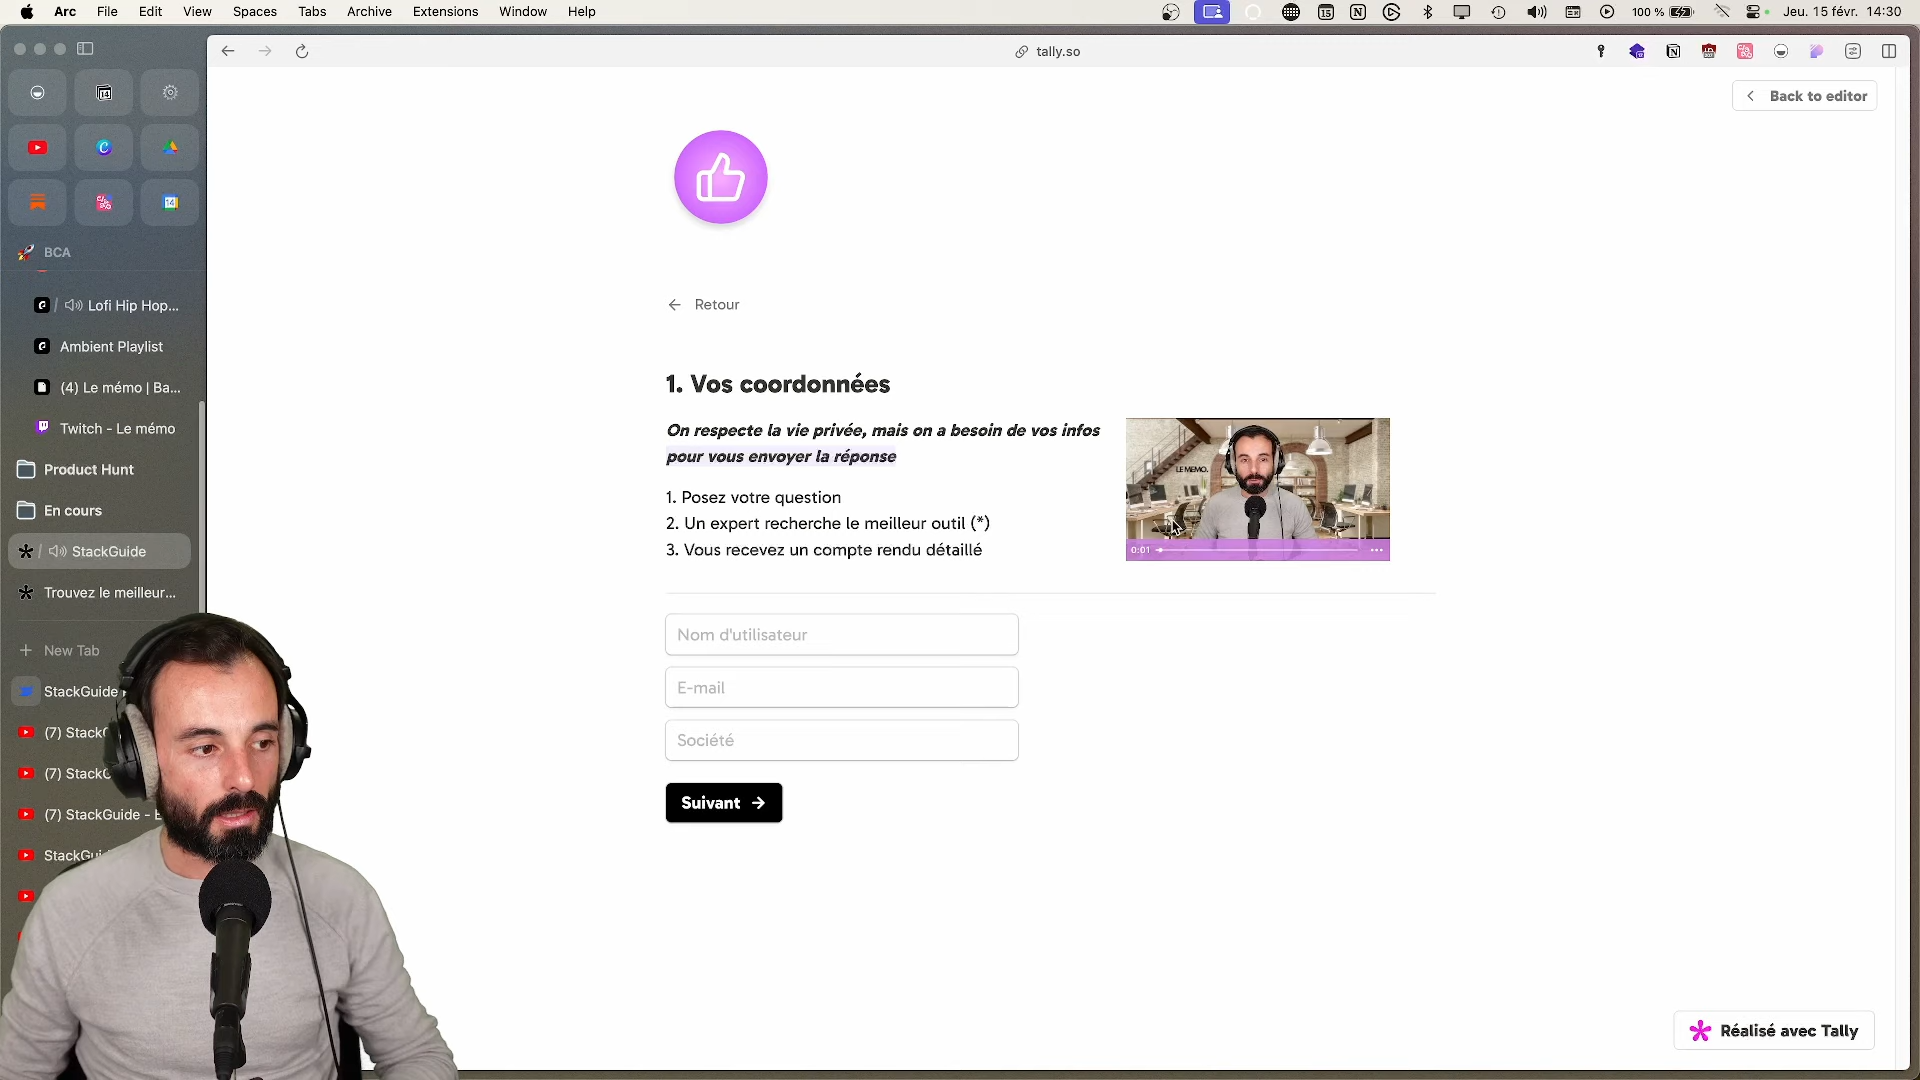 Arc File Edit View Spaces Tabs Archive Extensions Window Help
100 % Jeu. 15 févr. 14:30
tally.so
Back to editor
BCA
Lofi Hip Hop...
Ambient Playlist
(4) Le mémo | Ba...
Twitch - Le mémo
Product Hunt
En cours
StackGuide
Trouvez le meilleur...
New Tab
StackGuide
(7) Stack
(7) Stack
(7) StackGuide -
Retour
1. Vos coordonnées
On respecte la vie privée, mais on a besoin de vos infos
pour vous envoyer la réponse
1. Posez votre question
2. Un expert recherche le meilleur outil (*)
3. Vous recevez un compte rendu détaillé
LE MEMO.
0:01
Nom d'utilisateur
E-mail
Société
Suivant
Réalisé avec Tally